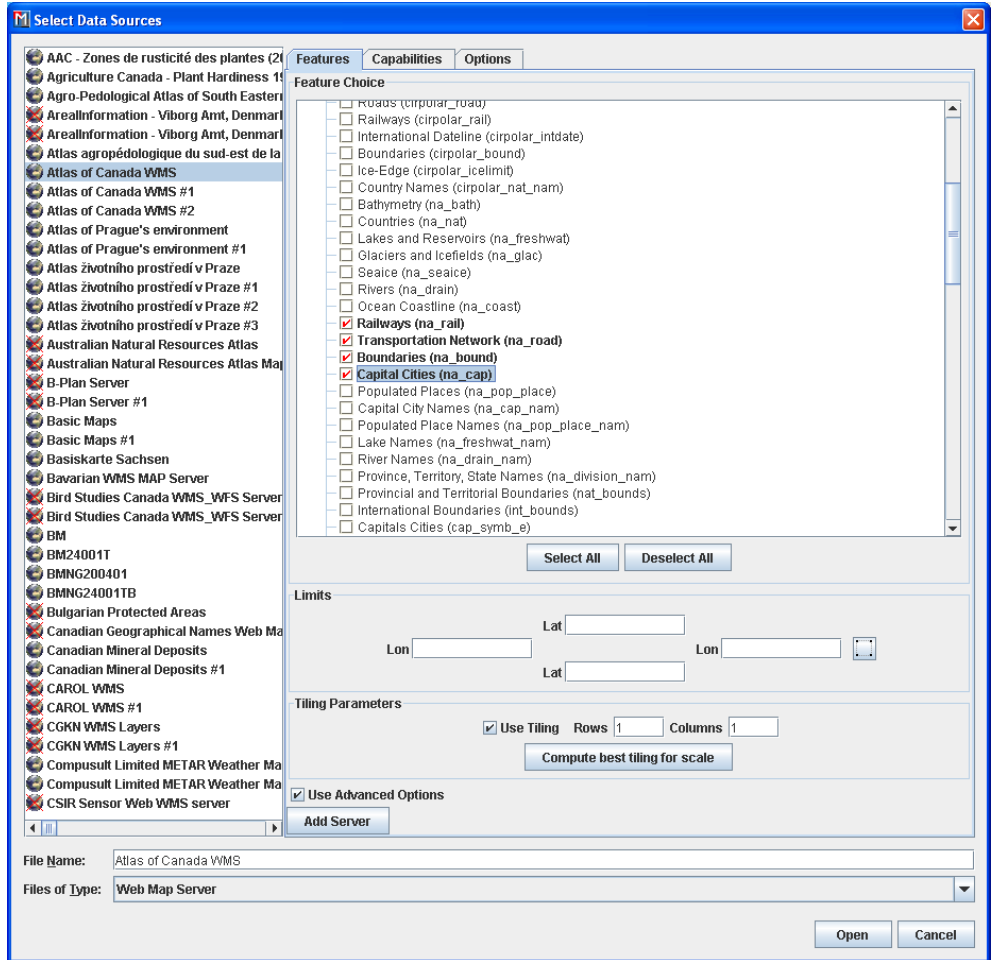 Select Data Sources
AAC - Zones de rusticité des plantes (20
Agriculture Canada - Plant Hardiness 19
Agro-Pedological Atlas of South Eastern
ArealInformation - Viborg Amt, Denmark
ArealInformation - Viborg Amt, Denmark
Atlas agropédologique du sud-est de la
Atlas of Canada WMS
Atlas of Canada WMS #1
Atlas of Canada WMS #2
Atlas of Prague's environment
Atlas of Prague's environment #1
Atlas životního prostředí v Praze
Atlas životního prostředí v Praze #1
Atlas životního prostředí v Praze #2
Atlas životního prostředí v Praze #3
Australian Natural Resources Atlas
Australian Natural Resources Atlas Map
B-Plan Server
B-Plan Server #1
Basic Maps
Basic Maps #1
Basiskarte Sachsen
Bavarian WMS MAP Server
Bird Studies Canada WMS_WFS Server
Bird Studies Canada WMS_WFS Server
BM
BM24001T
BMNG200401
BMNG24001TB
Bulgarian Protected Areas
Canadian Geographical Names Web Ma
Canadian Mineral Deposits
Canadian Mineral Deposits #1
CAROL WMS
CAROL WMS #1
CGKN WMS Layers
CGKN WMS Layers #1
Compusult Limited METAR Weather Ma
Compusult Limited METAR Weather Ma
CSIR Sensor Web WMS server
Features Capabilities Options
Feature Choice
Roads (cirpolar_road)
Railways (cirpolar_rail)
International Dateline (cirpolar_intdate)
Boundaries (cirpolar_bound)
Ice-Edge (cirpolar_icelimit)
Country Names (cirpolar_nat_nam)
Bathymetry (na_bath)
Countries (na_nat)
Lakes and Reservoirs (na_freshwat)
Glaciers and Icefields (na_glac)
Seaice (na_seaice)
Rivers (na_drain)
Ocean Coastline (na_coast)
Railways (na_rail)
Transportation Network (na_road)
Boundaries (na_bound)
Capital Cities (na_cap)
Populated Places (na_pop_place)
Capital City Names (na_cap_nam)
Populated Place Names (na_pop_place_nam)
Lake Names (na_freshwat_nam)
River Names (na_drain_nam)
Province, Territory, State Names (na_division_nam)
Provincial and Territorial Boundaries (nat_bounds)
International Boundaries (int_bounds)
Capitals Cities (cap_symb_e)
Select All Deselect All
Limits
Lat
Lon Lon
Lat
Tiling Parameters
Use Tiling Rows 1 Columns 1
Compute best tiling for scale
Use Advanced Options
Add Server
File Name: Atlas of Canada WMS
Files of Type: Web Map Server
Open Cancel